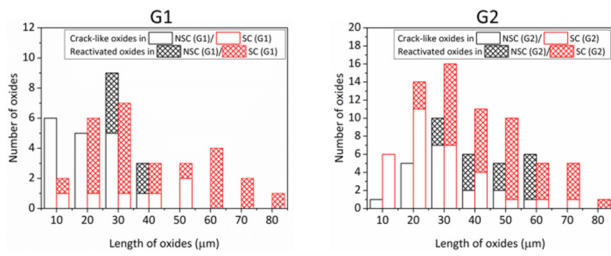 G1
Crack-like oxides in NSC (G1)/ SC (G1)
Reactivated oxides in NSC (G1)/ SC (G1)
12
10
8
6
4
2
0
Number of oxides
10 20 30 40 50 60 70 80
Length of oxides (μm)
G2
Crack-like oxides in NSC (G2)/ SC (G2)
Reactivated oxides in NSC (G2)/ SC (G2)
20
18
16
14
12
10
8
6
4
2
0
Number of oxides
10 20 30 40 50 60 70 80
Length of oxides (μm)